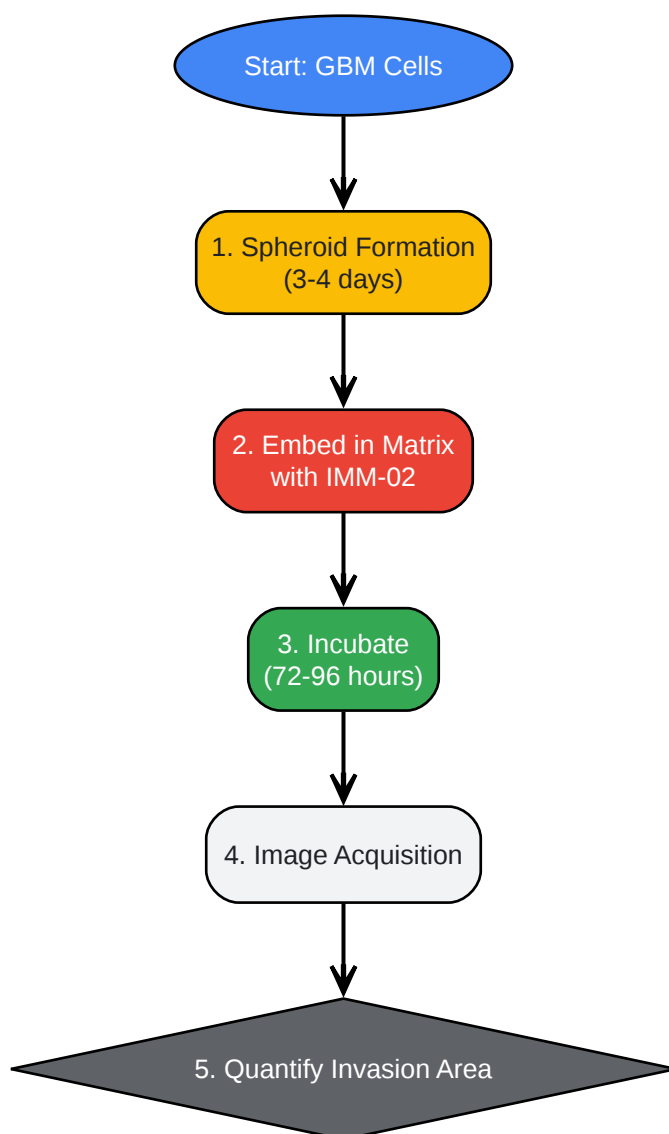 Start: GBM Cells
1. Spheroid Formation
(3-4 days)
2. Embed in Matrix
with IMM-02
3. Incubate
(72-96 hours)
4. Image Acquisition
5. Quantify Invasion Area